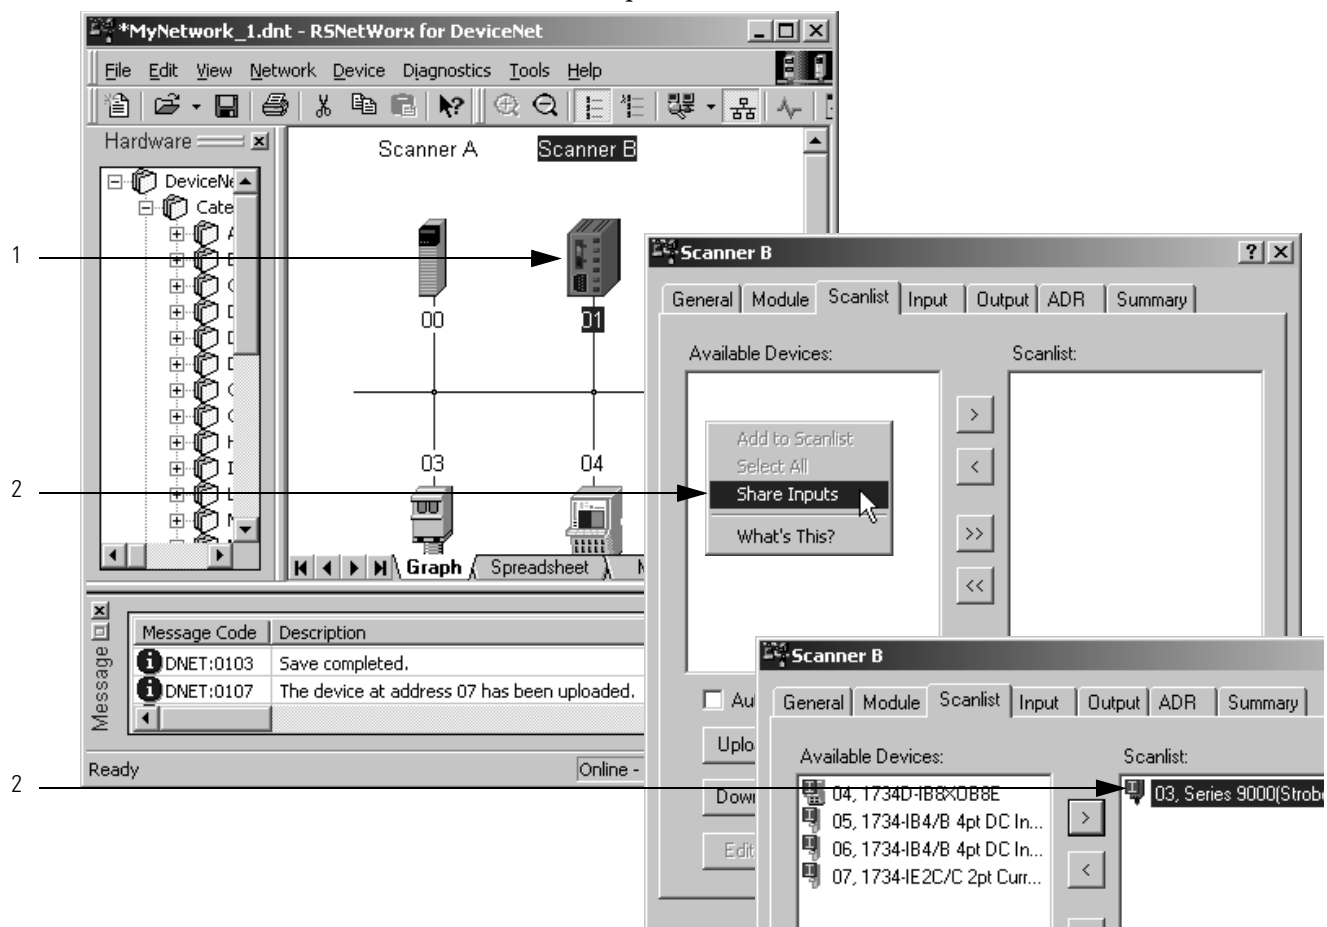 *MyNetwork_1.dnt - RSNetWorx for DeviceNet
File Edit View Network Device Diagnostics Tools Help
Hardware
DeviceNe
Cate
Scanner A
Scanner B
00
01
03
04
Graph
Spreadsheet
Message
Message Code
Description
DNET:0103
Save completed.
DNET:0107
The device at address 07 has been uploaded.
Ready
Online -
1
2
2
Scanner B
General Module Scanlist Input Output ADR Summary
Available Devices:
Scanlist:
>
<
>>
<<
Add to Scanlist
Select All
Share Inputs
What's This?
Au
Uplo
Down
Edit
Scanner B
General Module Scanlist Input Output ADR Summary
Available Devices:
Scanlist:
04, 1734D-IB8XOB8E
05, 1734-IB4/B 4pt DC In...
06, 1734-IB4/B 4pt DC In...
07, 1734-IE2C/C 2pt Curr...
>
<
03, Series 9000(Strobe